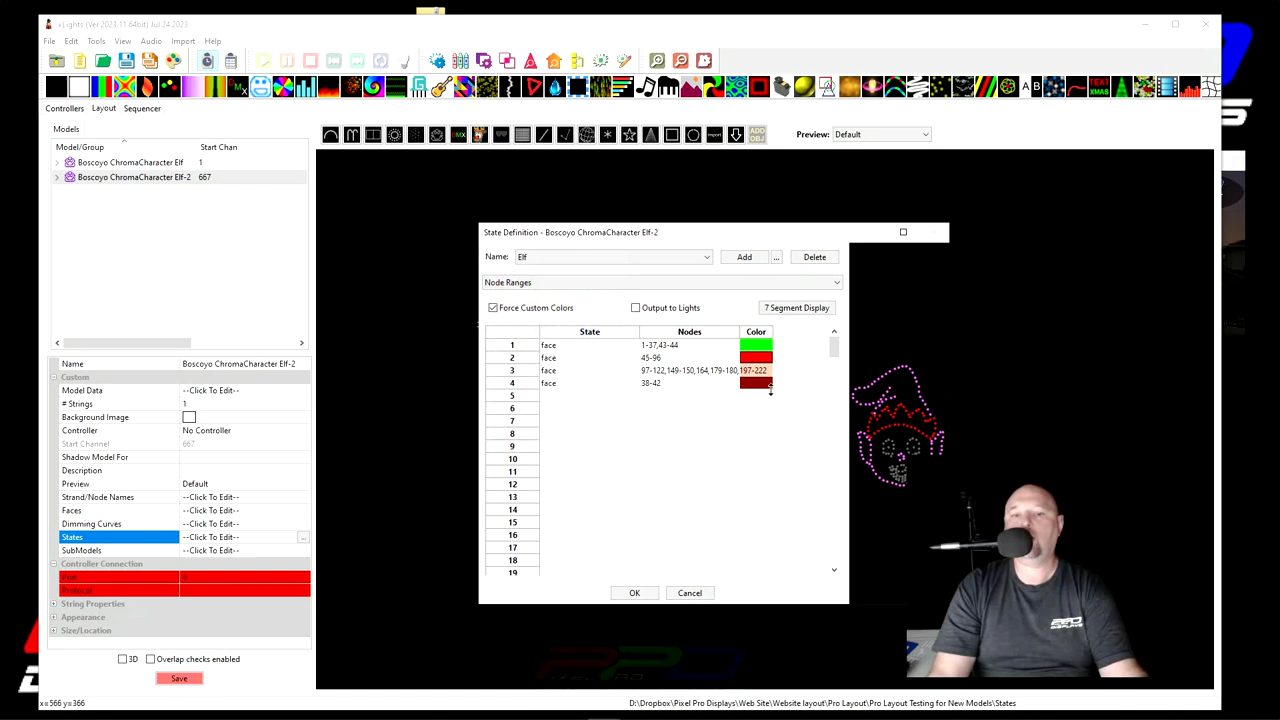 xLights (Ver 2023.11 64bit) Jul 24 2023
File Edit Tools View Audio Import Help
Controllers Layout Sequencer
Models
Preview: Default
Model/Group Start Chan
Boscoyo ChromaCharacter Elf 1
Boscoyo ChromaCharacter Elf-2 667
State Definition - Boscoyo ChromaCharacter Elf-2
Name: Elf Add ... Delete
Node Ranges
Force Custom Colors Output to Lights 7 Segment Display
State Nodes Color
1 face 1-37,43-44
2 face 45-96
3 face 97-122,149-150,164,179-180,197-222
4 face 38-42
5
6
7
8
9
10
11
12
13
14
15
16
17
18
19
OK Cancel
Name Boscoyo ChromaCharacter Elf-2
Custom
Model Data --Click To Edit--
# Strings 1
Background Image
Controller No Controller
Start Channel 667
Shadow Model For
Description
Preview Default
Strand/Node Names --Click To Edit--
Faces --Click To Edit--
Dimming Curves --Click To Edit--
States --Click To Edit-- ...
SubModels --Click To Edit--
Controller Connection
Port 0
Protocol
String Properties
Appearance
Size/Location
3D Overlap checks enabled
Save
PPD
DISPLAYS
x=566 y=366
D:\Dropbox\Pixel Pro Displays\Web Site\Website layout\Pro Layout\Pro Layout Testing for New Models\States